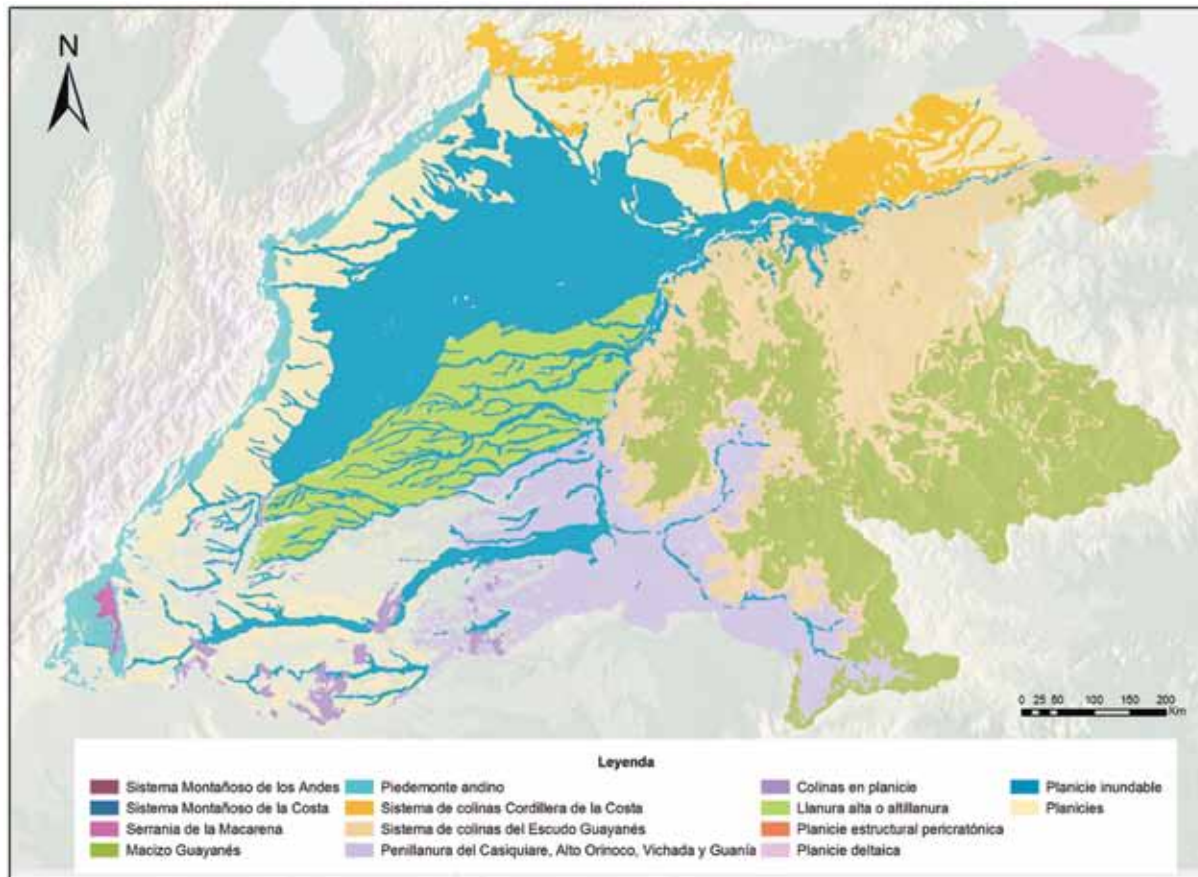 N
0 25 50 100 150 200
Km
Leyenda
Sistema Montañoso de los Andes
Sistema Montañoso de la Costa
Serrania de la Macarena
Macizo Guayanés
Piedemonte andino
Sistema de colinas Cordillera de la Costa
Sistema de colinas del Escudo Guayanés
Penillanura del Casiquiare, Alto Orinoco, Vichada y Guanía
Colinas en planicie
Llanura alta o altillanura
Planicie estructural pericratónica
Planicie deltaica
Planicie inundable
Planicies